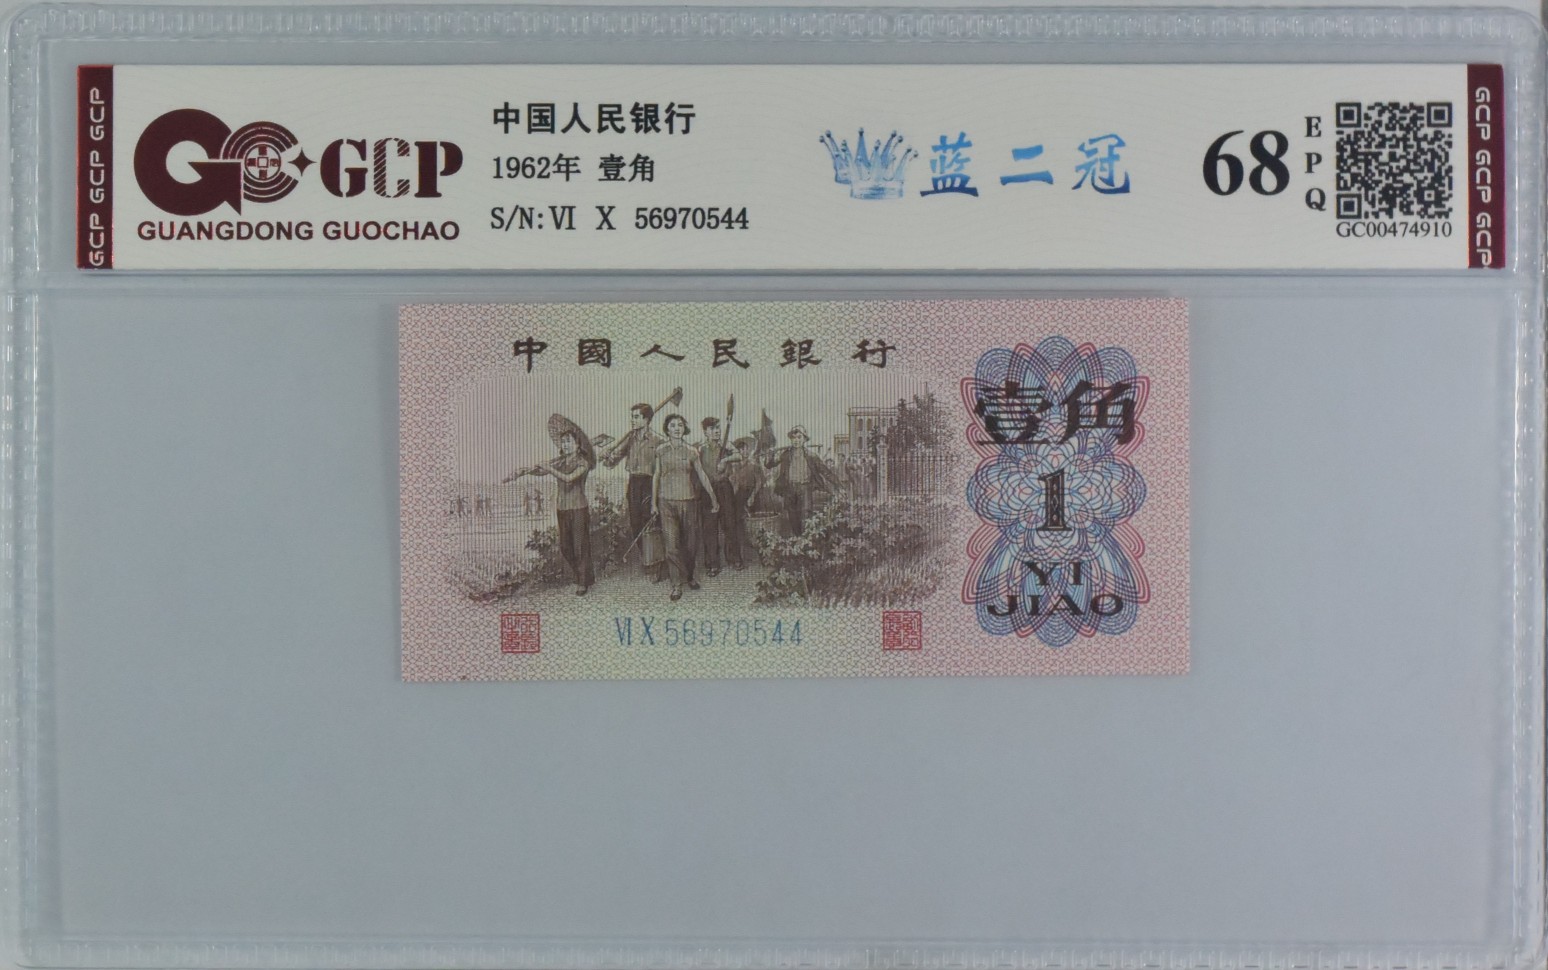 GCP GCP GCP
GCP
GUANGDONG GUOCHAO
中国人民银行
1962年 壹角
S/N: VI X 56970544
蓝二冠
68
EPQ
GC00474910
GCP GCP GCP
中國人民銀行
壹角
1
YI
JIAO
VI X 56970544